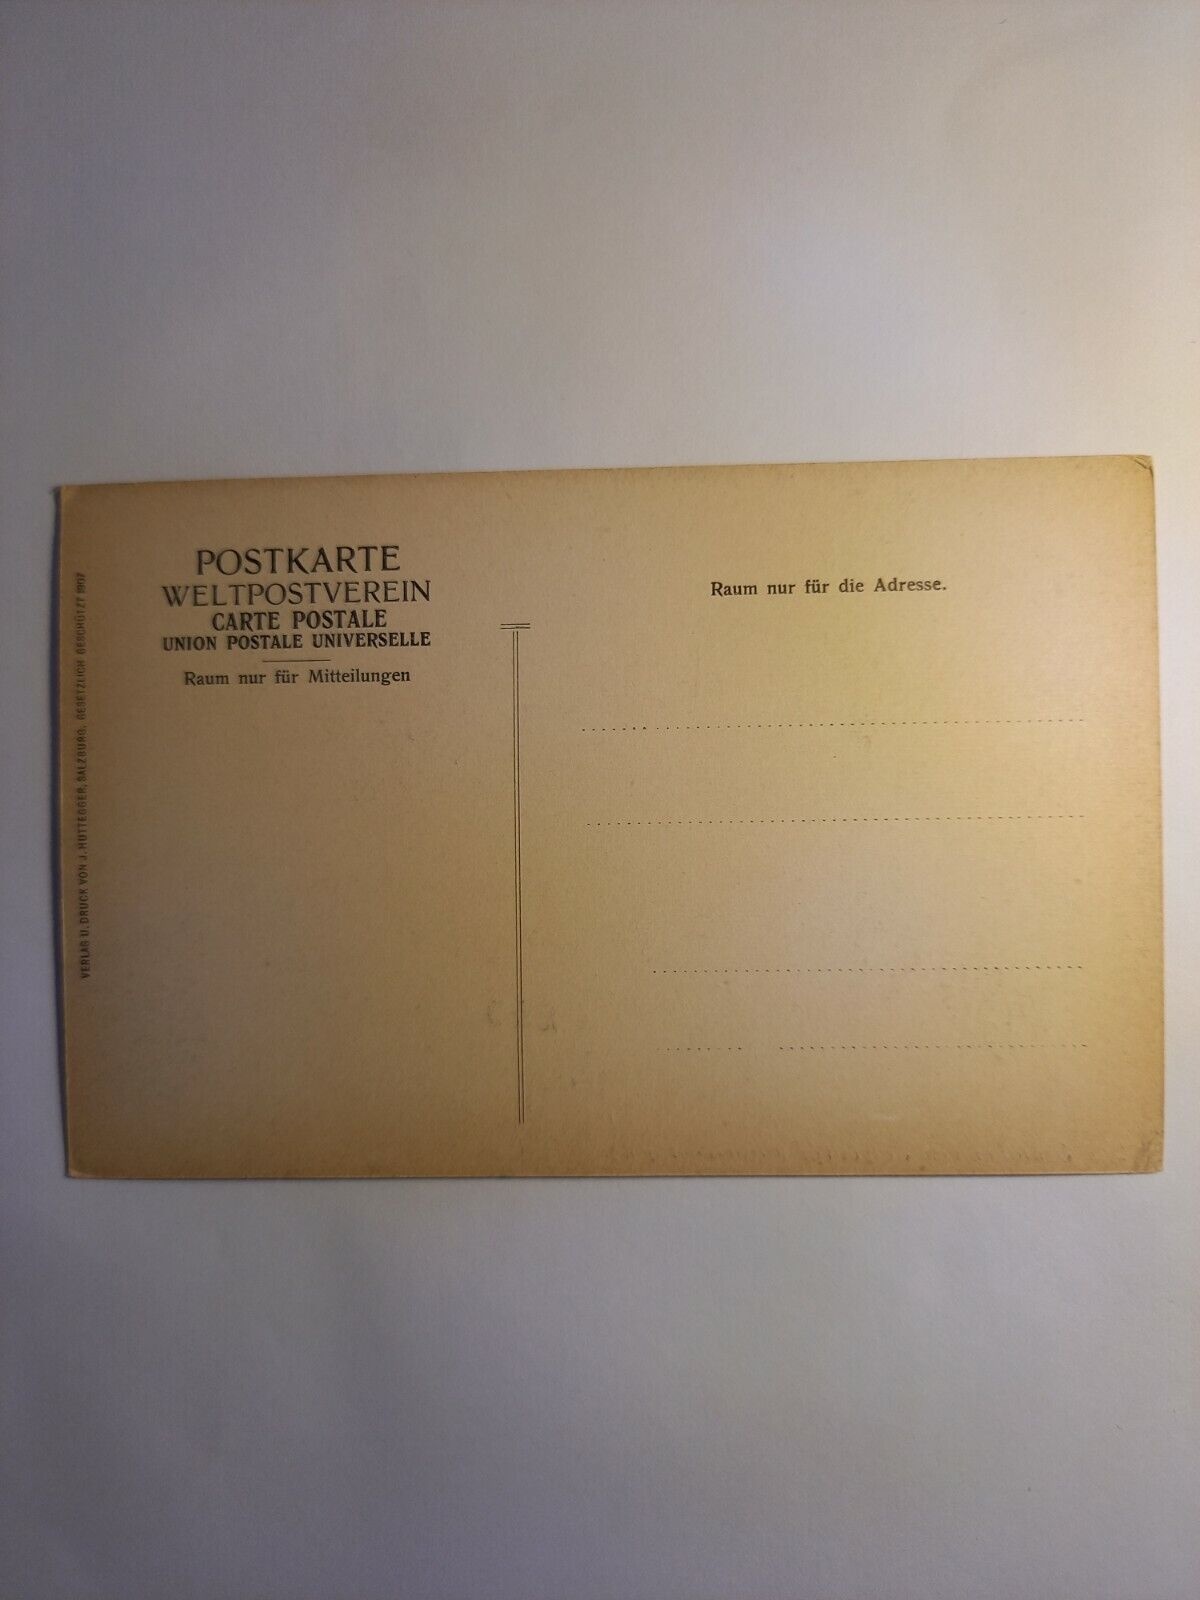 POSTKARTE
WELTPOSTVEREIN
CARTE POSTALE
UNION POSTALE UNIVERSELLE
Raum nur für Mitteilungen
Raum nur für die Adresse.
VERLAG U. DRUCK VON J. HUTTEGGER, SALZBURG, GESETZLICH GESCHÜTZT 1907